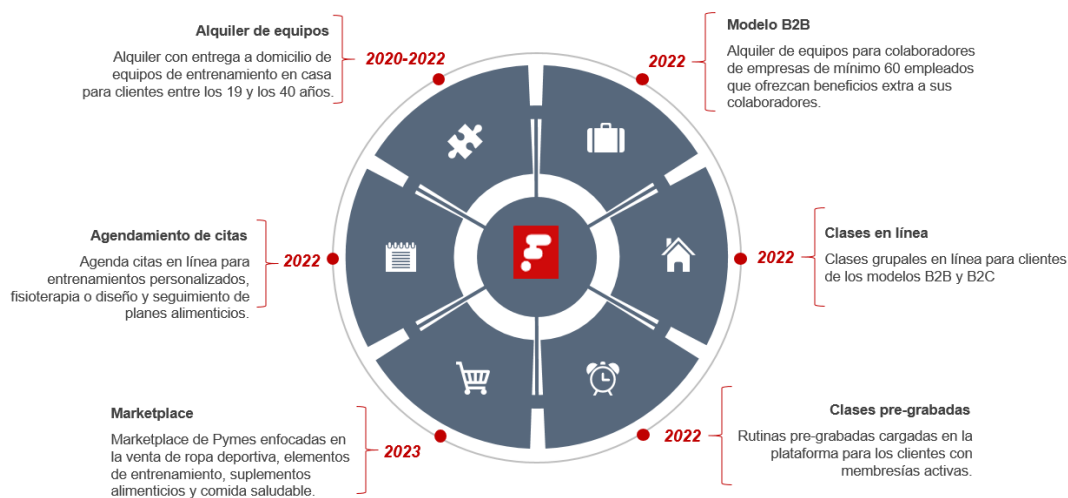 Alquiler de equipos
Alquiler con entrega a domicilio de
equipos de entrenamiento en casa
para clientes entre los 19 y los 40 años.
2020-2022
Modelo B2B
2022
Alquiler de equipos para colaboradores
de empresas de mínimo 60 empleados
que ofrezcan beneficios extra a sus
colaboradores.
Agendamiento de citas
Agenda citas en línea para
entrenamientos personalizados,
fisioterapia o diseño y seguimiento de
planes alimenticios.
2022
Clases en línea
2022
Clases grupales en línea para clientes
de los modelos B2B y B2C
Marketplace
Marketplace de Pymes enfocadas en
la venta de ropa deportiva, elementos
de entrenamiento, suplementos
alimenticios y comida saludable.
2023
Clases pre-grabadas
2022
Rutinas pre-grabadas cargadas en la
plataforma para los clientes con
membresías activas.